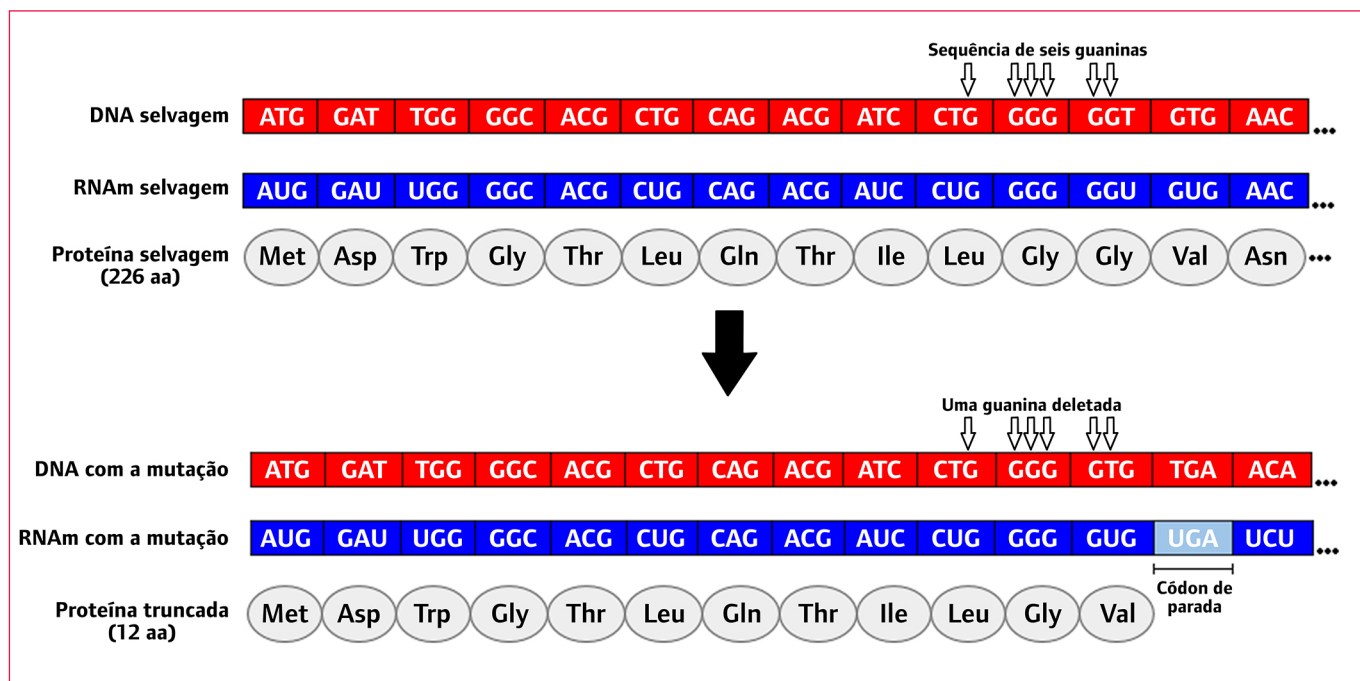 Sequência de seis guaninas
DNA selvagem ATG GAT TGG GGC ACG CTG CAG ACG ATC CTG GGG GGT GTG AAC ...
RNAm selvagem AUG GAU UGG GGC ACG CUG CAG ACG AUC CUG GGG GGU GUG AAC ...
Proteína selvagem
(226 aa)
Met Asp Trp Gly Thr Leu Gln Thr Ile Leu Gly Gly Val Asn ...
Uma guanina deletada
DNA com a mutação ATG GAT TGG GGC ACG CTG CAG ACG ATC CTG GGG GTG TGA ACA ...
RNAm com a mutação AUG GAU UGG GGC ACG CUG CAG ACG AUC CUG GGG GUG UGA UCU ...
Códon de
parada
Proteína truncada
(12 aa)
Met Asp Trp Gly Thr Leu Gln Thr Ile Leu Gly Val